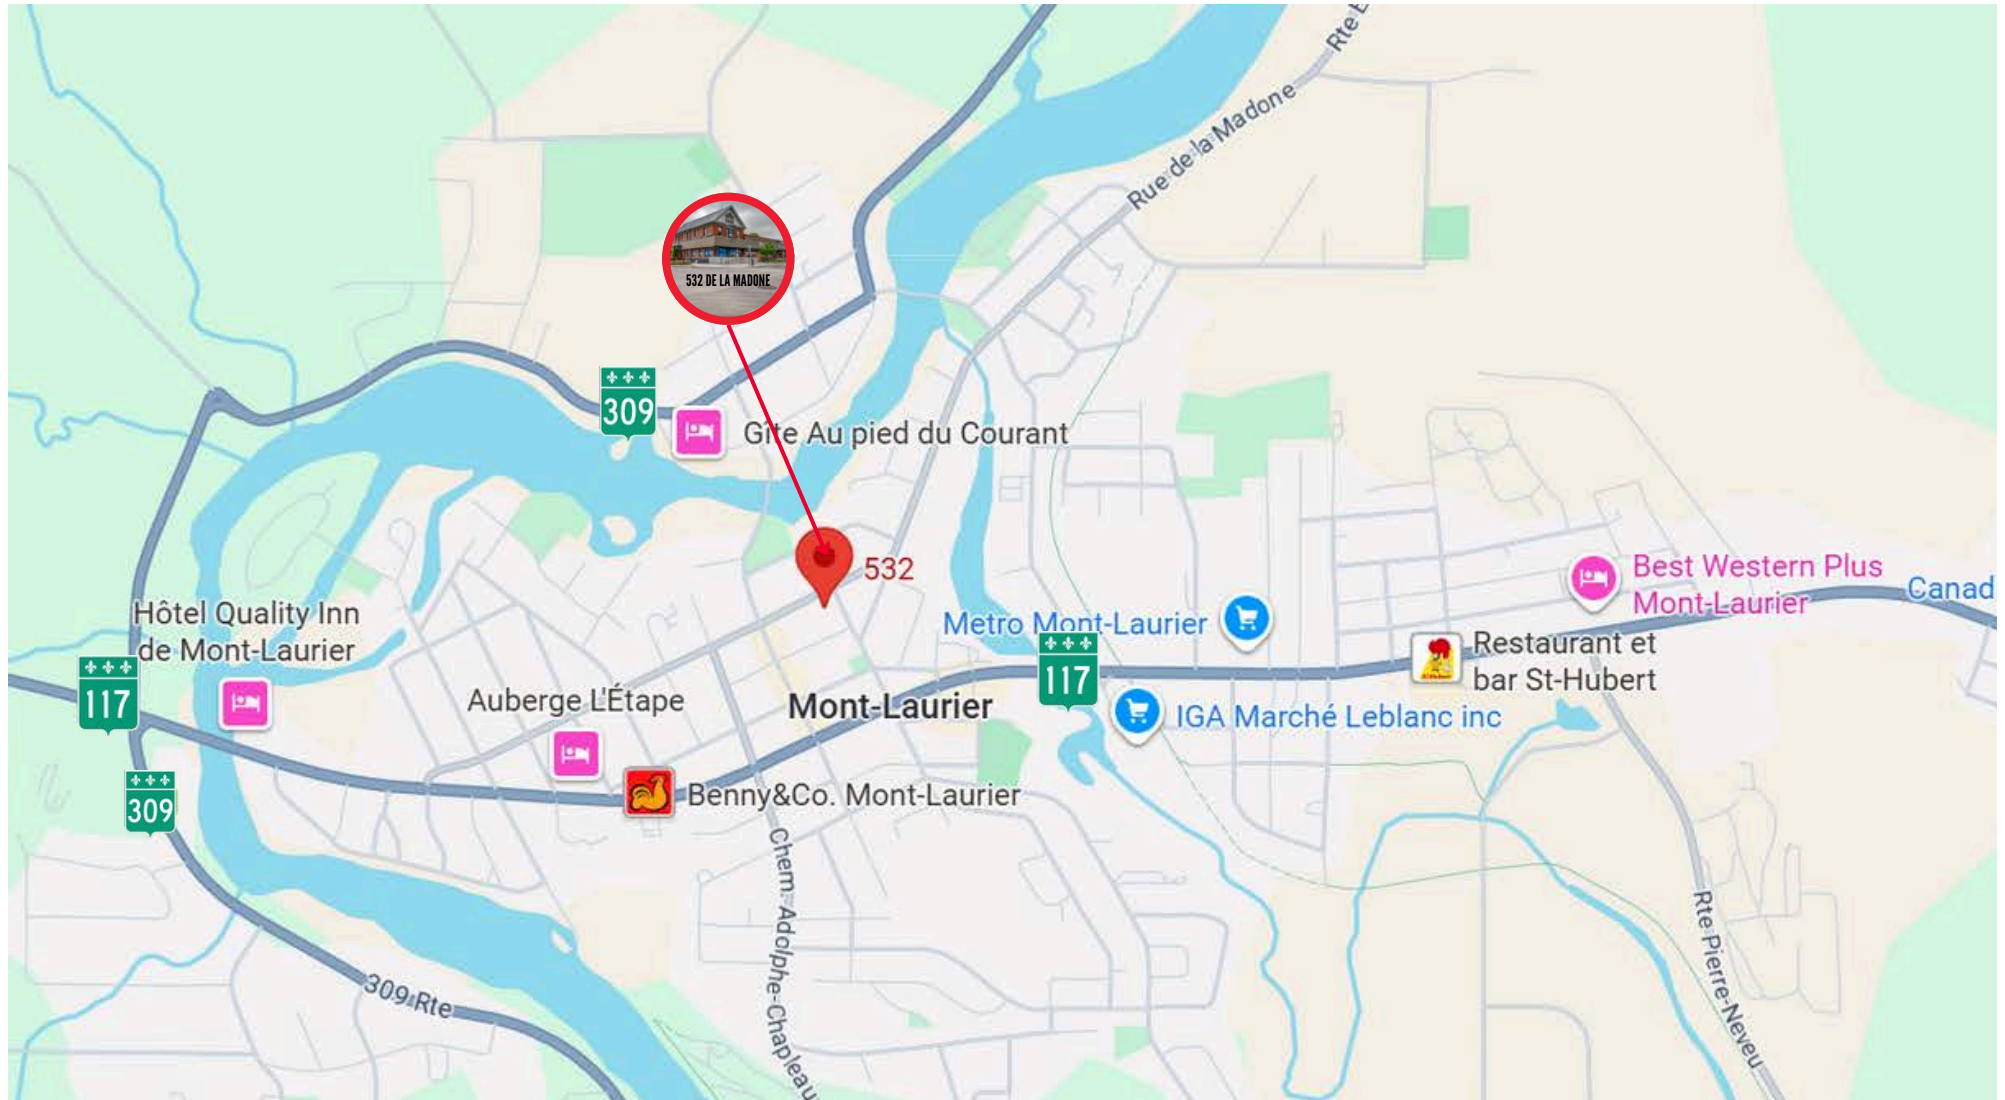 Rue de la Madone
532 DE LA MADONE
309
Gîte Au pied du Courant
532
Best Western Plus
Mont-Laurier
Hôtel Quality Inn
de Mont-Laurier
Metro Mont-Laurier
Restaurant et
bar St-Hubert
117
117
Auberge L'Étape
Mont-Laurier
IGA Marché Leblanc inc
309
Benny&Co. Mont-Laurier
Chem. Adolphe-Chapleau
309 Rte
Rte Pierre-Neveu